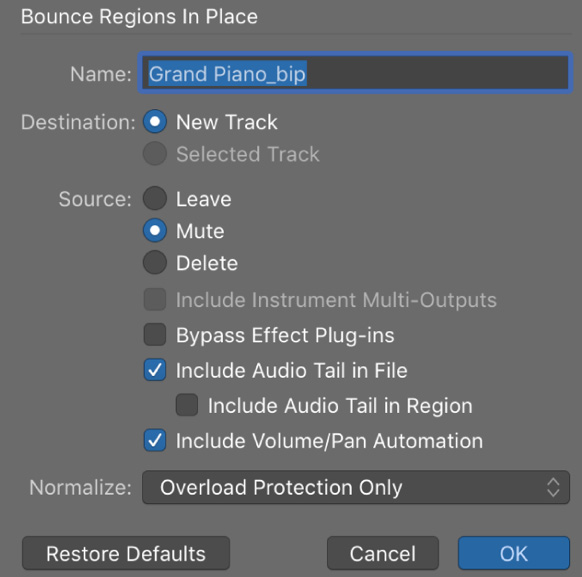 Bounce Regions In Place
Name: Grand Piano_bip
Destination: New Track
Selected Track
Source: Leave
Mute
Delete
Include Instrument Multi-Outputs
Bypass Effect Plug-ins
Include Audio Tail in File
Include Audio Tail in Region
Include Volume/Pan Automation
Normalize: Overload Protection Only
Restore Defaults Cancel OK